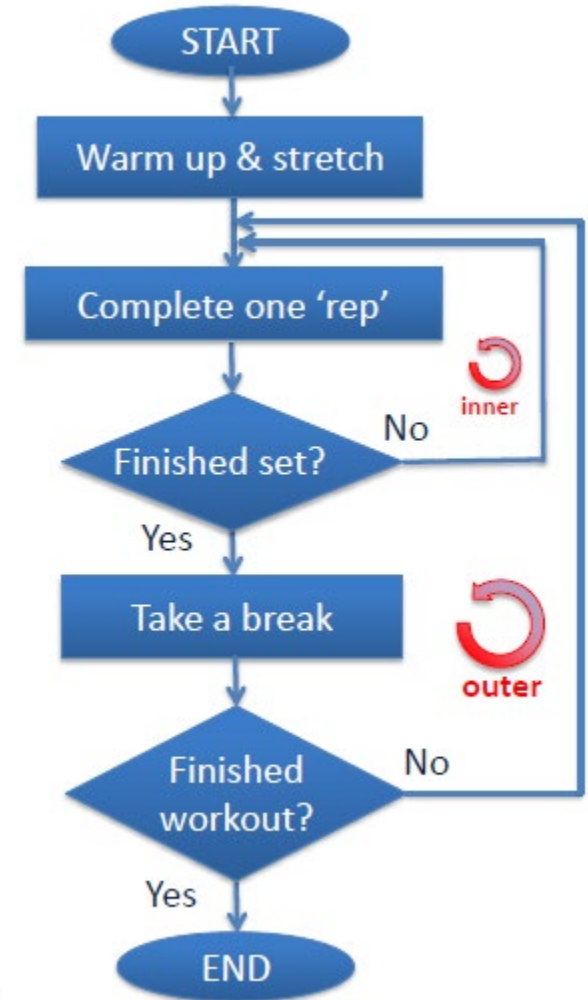 START
Warm up & stretch
Complete one ‘rep’
inner
No
Finished set?
Yes
Take a break
outer
No
Finished
workout?
Yes
END